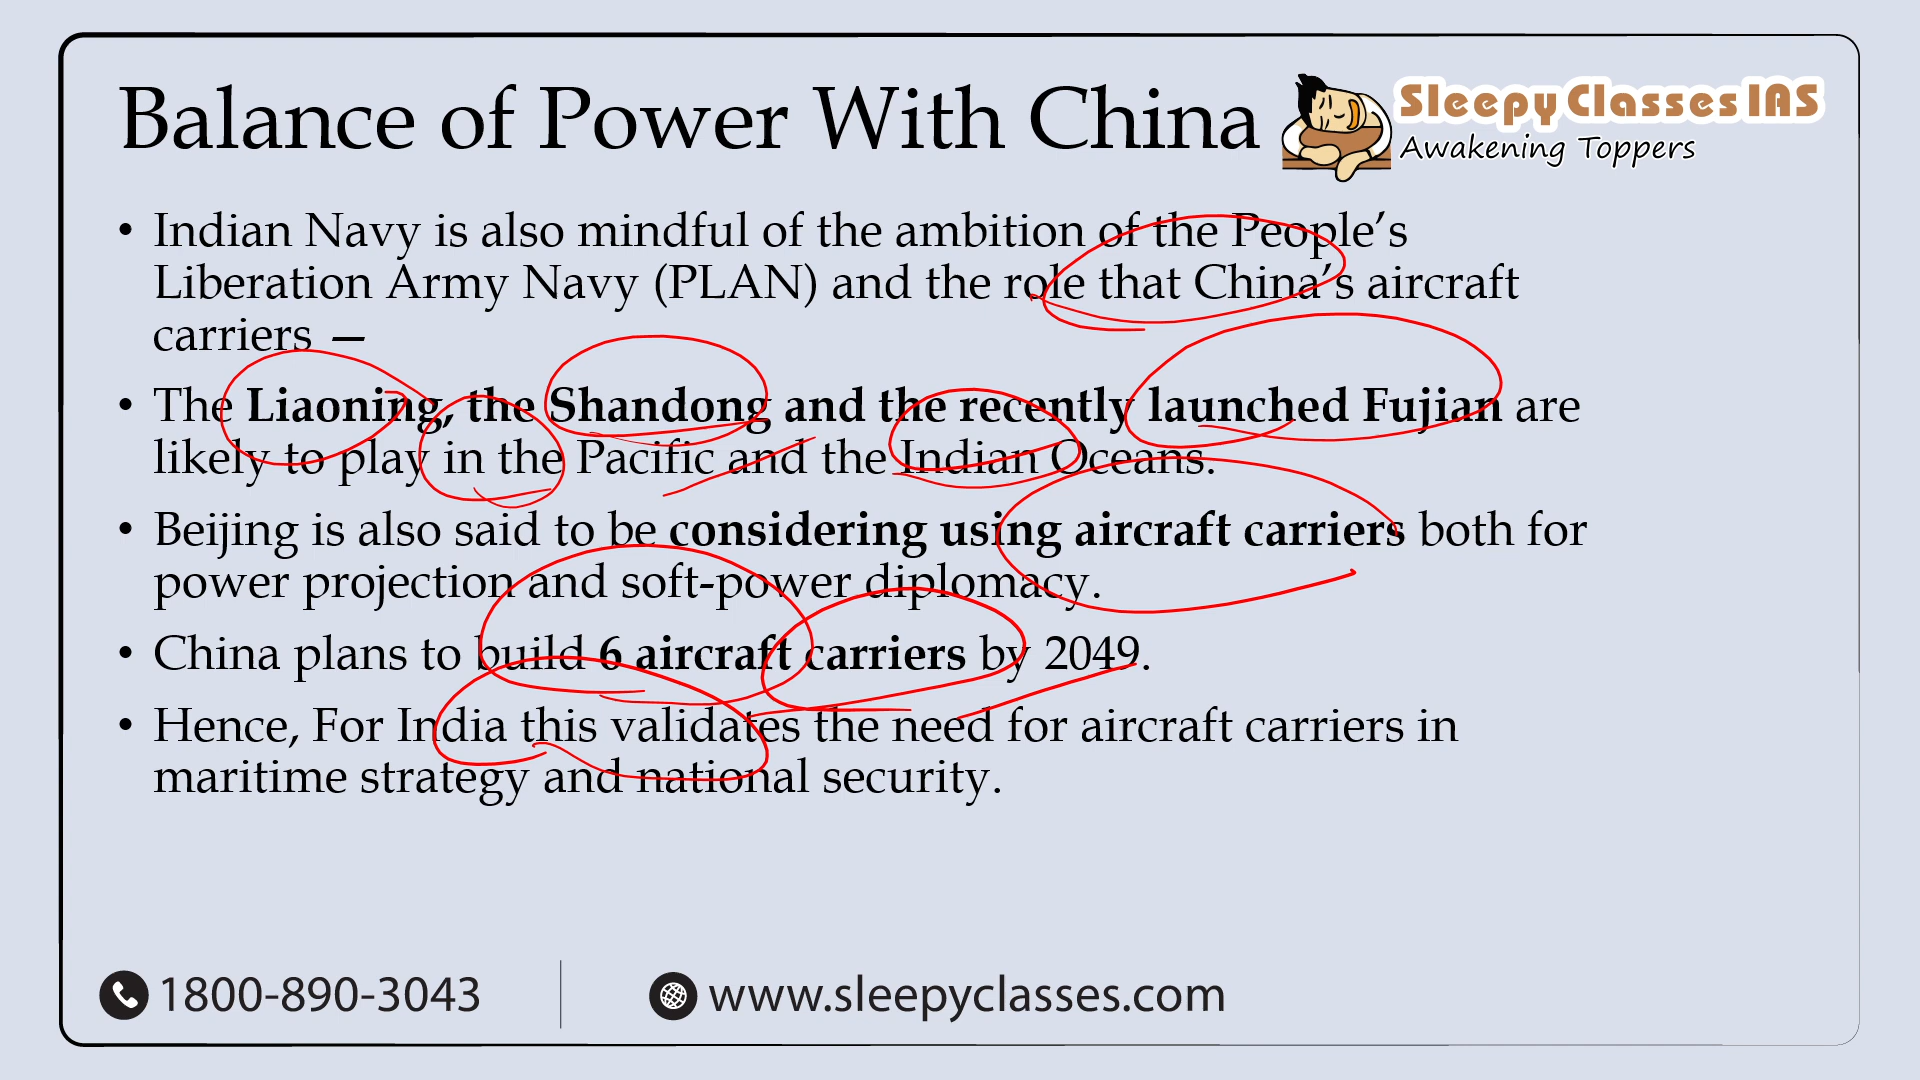 Balance of Power With China
Sleepy Classes IAS
Awakening Toppers
• Indian Navy is also mindful of the ambition of the People’s
Liberation Army Navy (PLAN) and the role that China’s aircraft
carriers —
• The Liaoning, the Shandong and the recently launched Fujian are
likely to play in the Pacific and the Indian Oceans.
• Beijing is also said to be considering using aircraft carriers both for
power projection and soft-power diplomacy.
• China plans to build 6 aircraft carriers by 2049.
• Hence, For India this validates the need for aircraft carriers in
maritime strategy and national security.
1800-890-3043
www.sleepyclasses.com